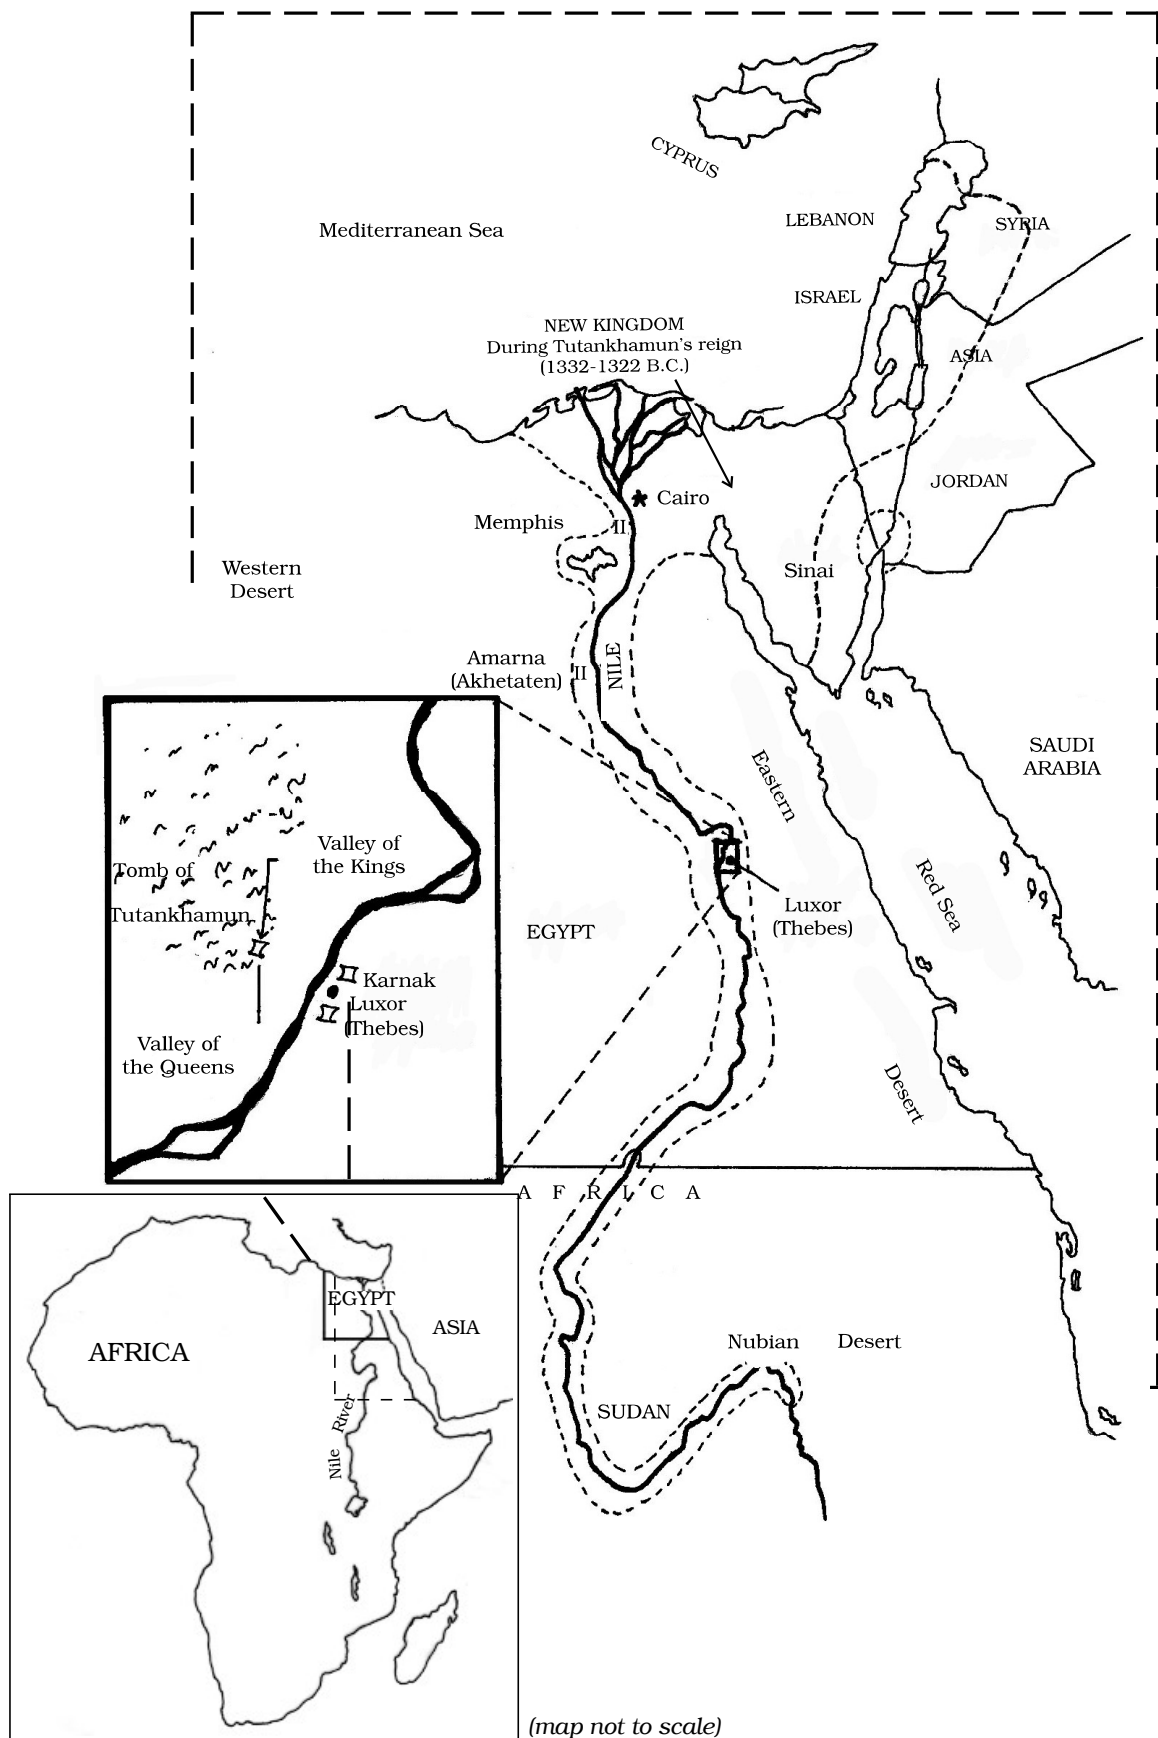 CYPRUS
Mediterranean Sea
LEBANON
SYRIA
ISRAEL
NEW KINGDOM
During Tutankhamun's reign
(1332-1322 B.C.)
ASIA
JORDAN
Cairo
Memphis
II
Western
Desert
Sinai
Amarna
(Akhetaten)
II
NILE
SAUDI
ARABIA
Eastern
Desert
Red Sea
Valley of
the Kings
Tomb of
Tutankhamun
Luxor
(Thebes)
EGYPT
Karnak
Luxor
(Thebes)
Valley of
the Queens
AFRICA
EGYPT
ASIA
AFRICA
Nile River
Nubian Desert
SUDAN
(map not to scale)